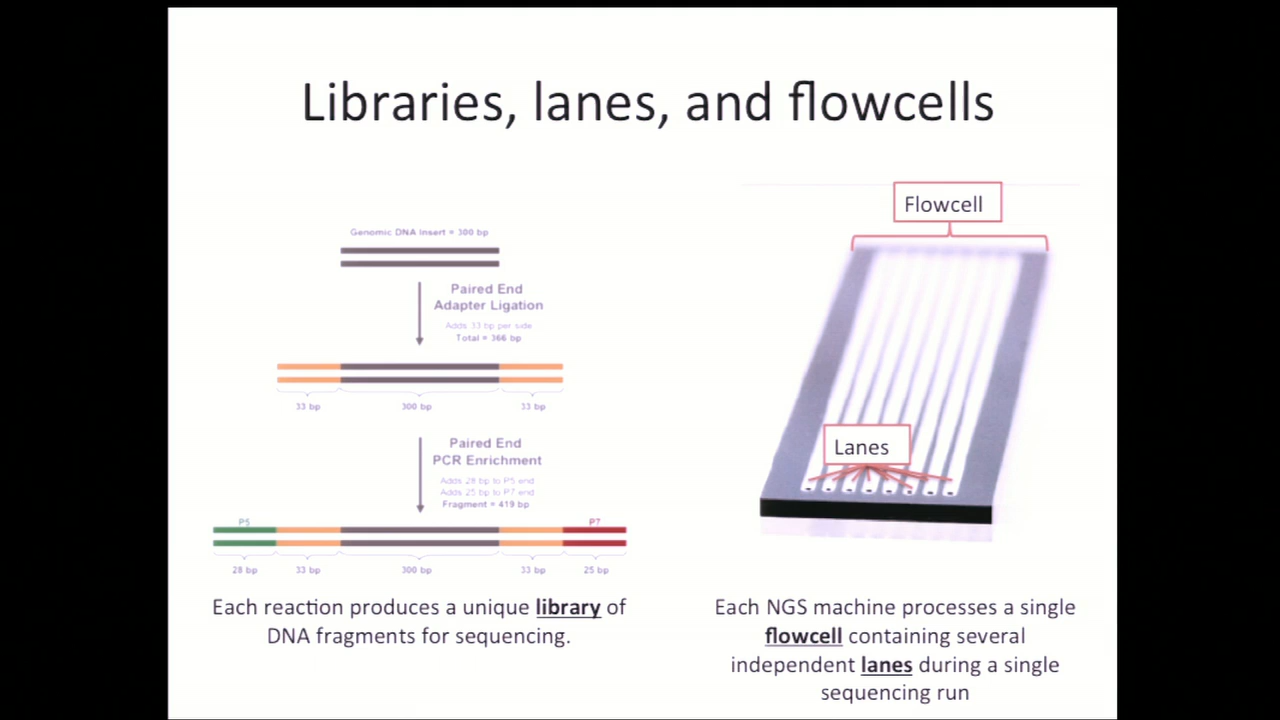 Libraries, lanes, and flowcells
Genomic DNA Insert = 300 bp
Paired End
Adapter Ligation
Adds 33 bp per side
Total = 366 bp
33 bp
300 bp
33 bp
Paired End
PCR Enrichment
Adds 28 bp to P5 end
Adds 25 bp to P7 end
Fragment = 419 bp
P5
P7
28 bp
33 bp
300 bp
33 bp
25 bp
Each reaction produces a unique library of
DNA fragments for sequencing.
Flowcell
Lanes
Each NGS machine processes a single
flowcell containing several
independent lanes during a single
sequencing run